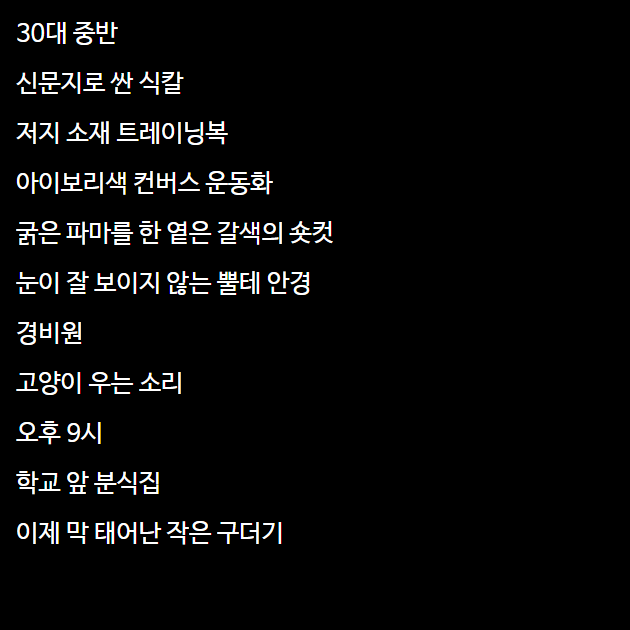 30대 중반
신문지로 싼 식칼
저지 소재 트레이닝복
아이보리색 컨버스 운동화
굵은 파마를 한 옅은 갈색의 숏컷
눈이 잘 보이지 않는 뿔테 안경
경비원
고양이 우는 소리
오후 9시
학교 앞 분식집
이제 막 태어난 작은 구더기